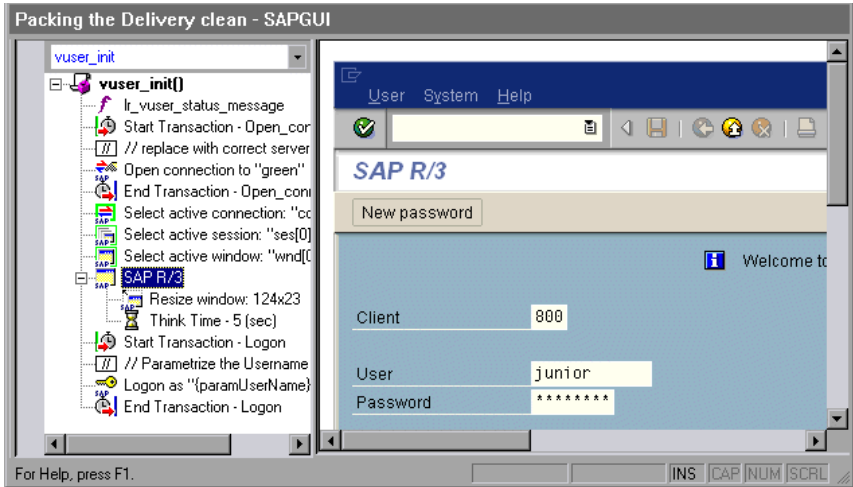 Packing the Delivery clean - SAPGUI
vuser_init
vuser_init()
lr_vuser_status_message
Start Transaction - Open_con
// // replace with correct server
Open connection to "green"
End Transaction - Open_conn
Select active connection: "co
Select active session: "ses[0]
Select active window: "wnd[0
SAP R/3
Resize window: 124x23
Think Time - 5 (sec)
Start Transaction - Logon
// // Parametrize the Username
Logon as "{paramUserName}
End Transaction - Logon
User System Help
SAP R/3
New password
Welcome to
Client 800
User junior
Password ********
For Help, press F1.
INS CAP NUM SCRL